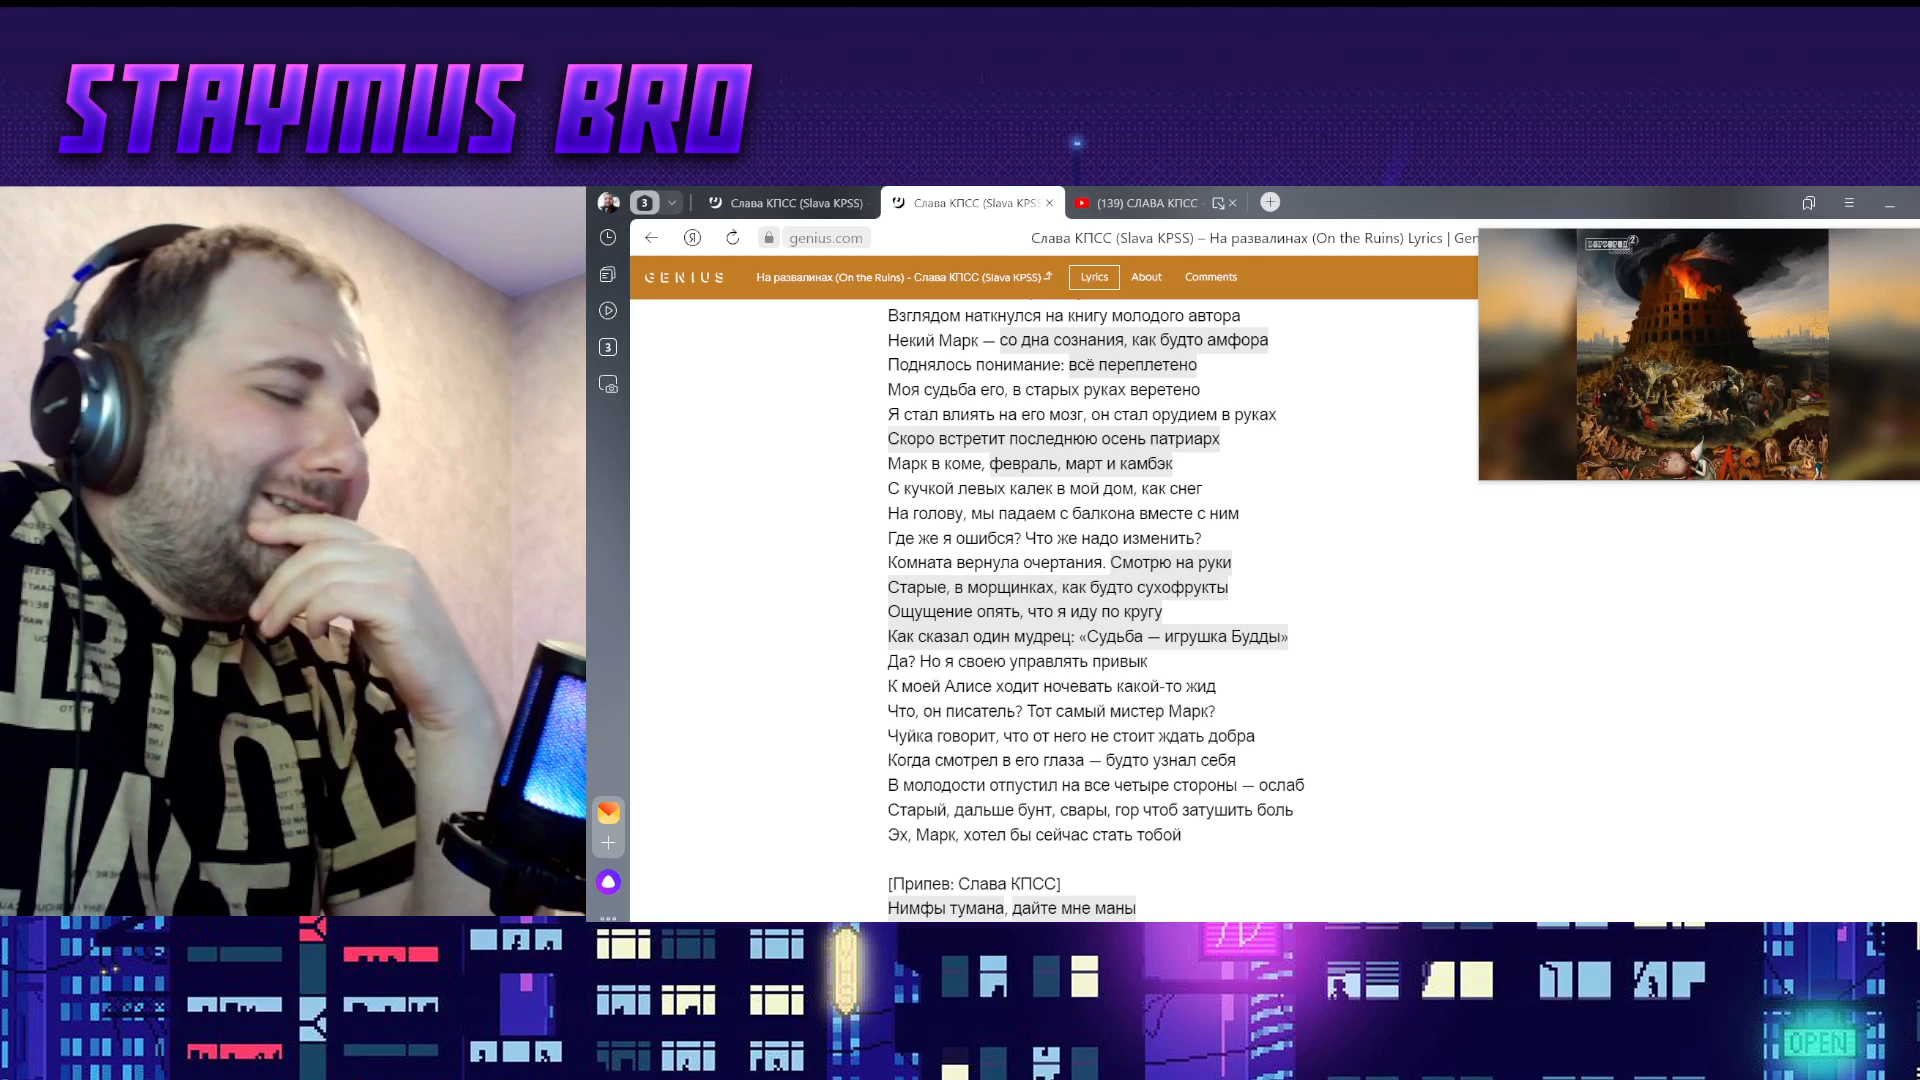 STAYMUS BRO
3
Слава КПСС (Slava KPSS) -
Слава КПСС (Slava KPSS
(139) СЛАВА КПСС -
genius.com
Слава КПСС (Slava KPSS) – На развалинах (On the Ruins) Lyrics | Gen
GENIUS
На развалинах (On the Ruins) - Слава КПСС (Slava KPSS)
Lyrics
About
Comments
3
Взглядом наткнулся на книгу молодого автора
Некий Марк — со дна сознания, как будто амфора
Поднялось понимание: всё переплетено
Моя судьба его, в старых руках веретено
Я стал влиять на его мозг, он стал орудием в руках
Скоро встретит последнюю осень патриарх
Марк в коме, февраль, март и камбэк
С кучкой левых калек в мой дом, как снег
На голову, мы падаем с балкона вместе с ним
Где же я ошибся? Что же надо изменить?
Комната вернула очертания. Смотрю на руки
Старые, в морщинках, как будто сухофрукты
Ощущение опять, что я иду по кругу
Как сказал один мудрец: «Судьба — игрушка Будды»
Да? Но я своею управлять привык
К моей Алисе ходит ночевать какой-то жид
Что, он писатель? Тот самый мистер Марк?
Чуйка говорит, что от него не стоит ждать добра
Когда смотрел в его глаза — будто узнал себя
В молодости отпустил на все четыре стороны — ослаб
Старый, дальше бунт, свары, гор чтоб затушить боль
Эх, Марк, хотел бы сейчас стать тобой
[Припев: Слава КПСС]
Нимфы тумана, дайте мне маны
OPEN